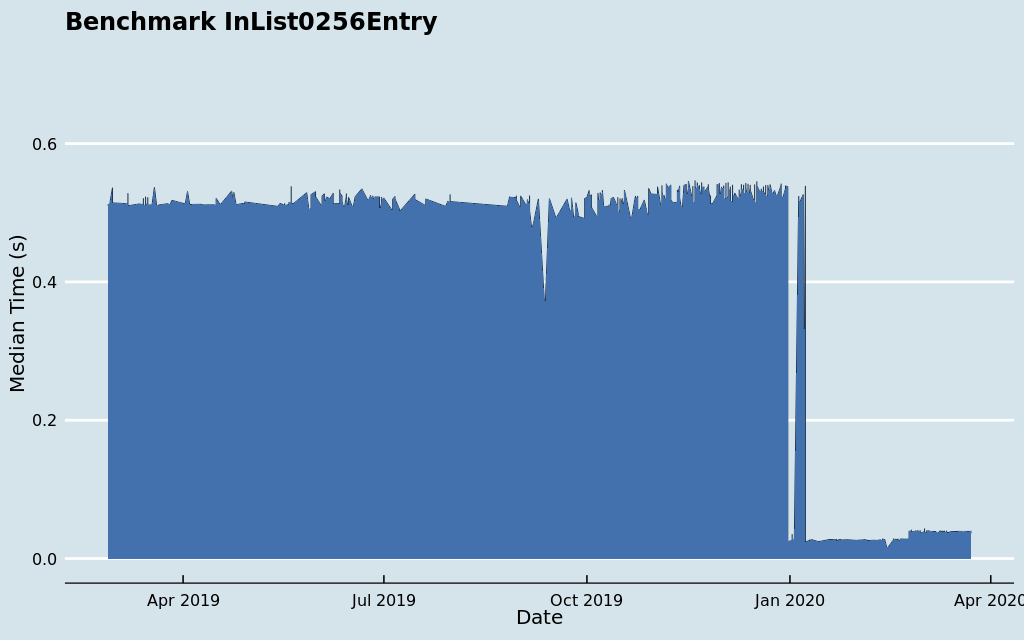 Benchmark InList0256Entry
0.6
0.4
0.2
0.0
Median Time (s)
Apr 2019
Jul 2019
Oct 2019
Jan 2020
Apr 2020
Date